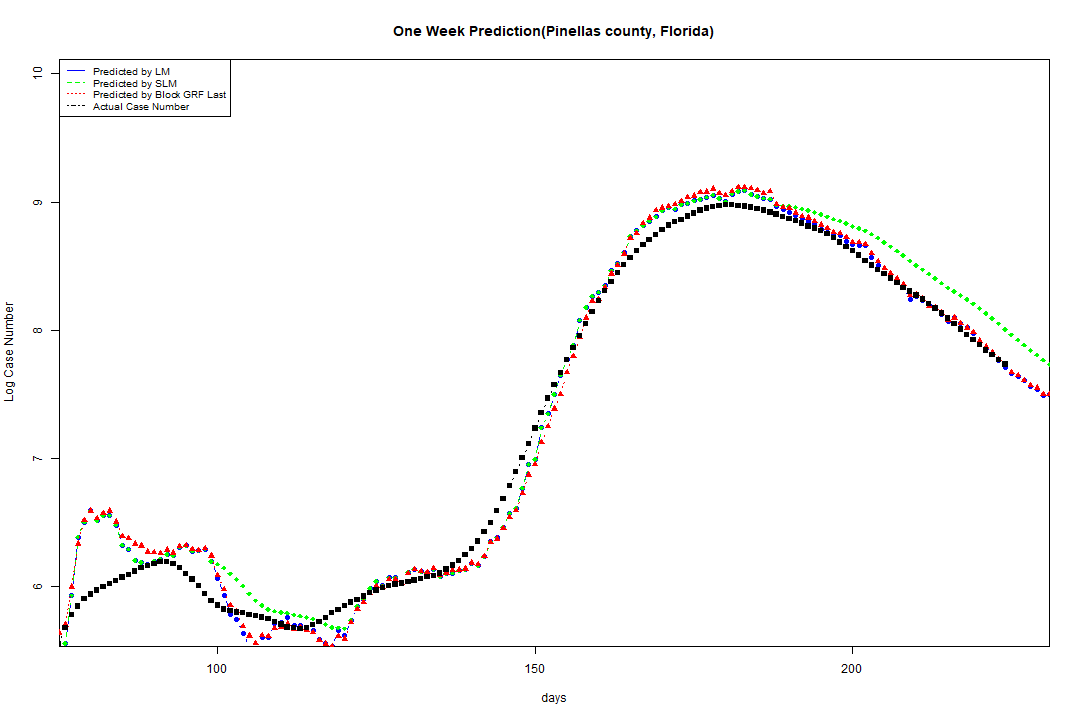 One Week Prediction(Pinellas county, Florida)
Predicted by LM
Predicted by SLM
Predicted by Block GRF Last
Actual Case Number
10
9
8
7
6
Log Case Number
100 150 200
days